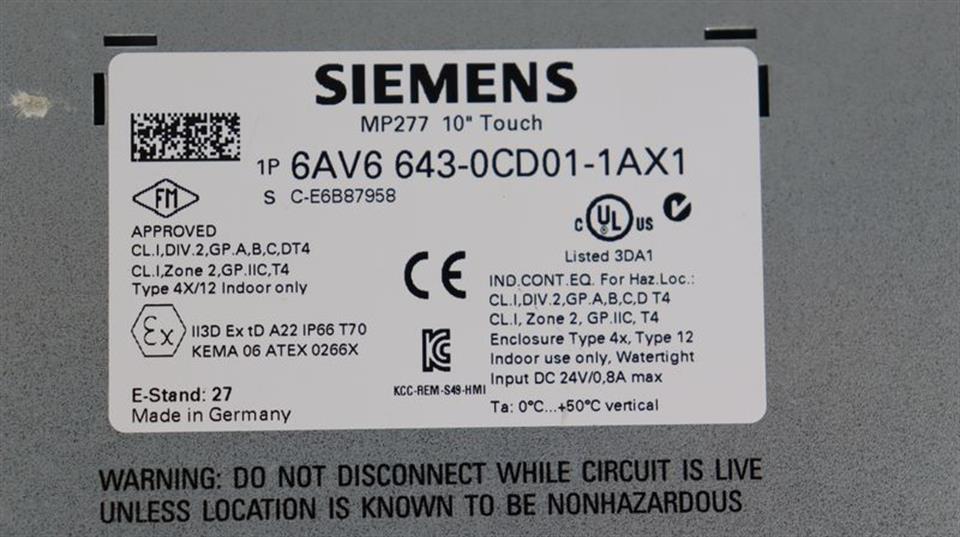 SIEMENS
MP277 10" Touch
1P 6AV6 643-0CD01-1AX1
S C-E6B87958
FM
APPROVED
CL.I,DIV.2,GP.A,B,C,DT4
CL.I,Zone 2,GP.IIC,T4
Type 4X/12 Indoor only
Ex II3D Ex tD A22 IP66 T70
KEMA 06 ATEX 0266X
E-Stand: 27
Made in Germany
CE
KCC-REM-S49-HMI
C UL US
Listed 3DA1
IND.CONT.EQ. For Haz.Loc.:
CL.I,DIV.2,GP.A,B,C,D T4
CL.I, Zone 2, GP.IIC, T4
Enclosure Type 4x, Type 12
Indoor use only, Watertight
Input DC 24V/0,8A max
Ta: 0°C...+50°C vertical
WARNING: DO NOT DISCONNECT WHILE CIRCUIT IS LIVE
UNLESS LOCATION IS KNOWN TO BE NONHAZARDOUS